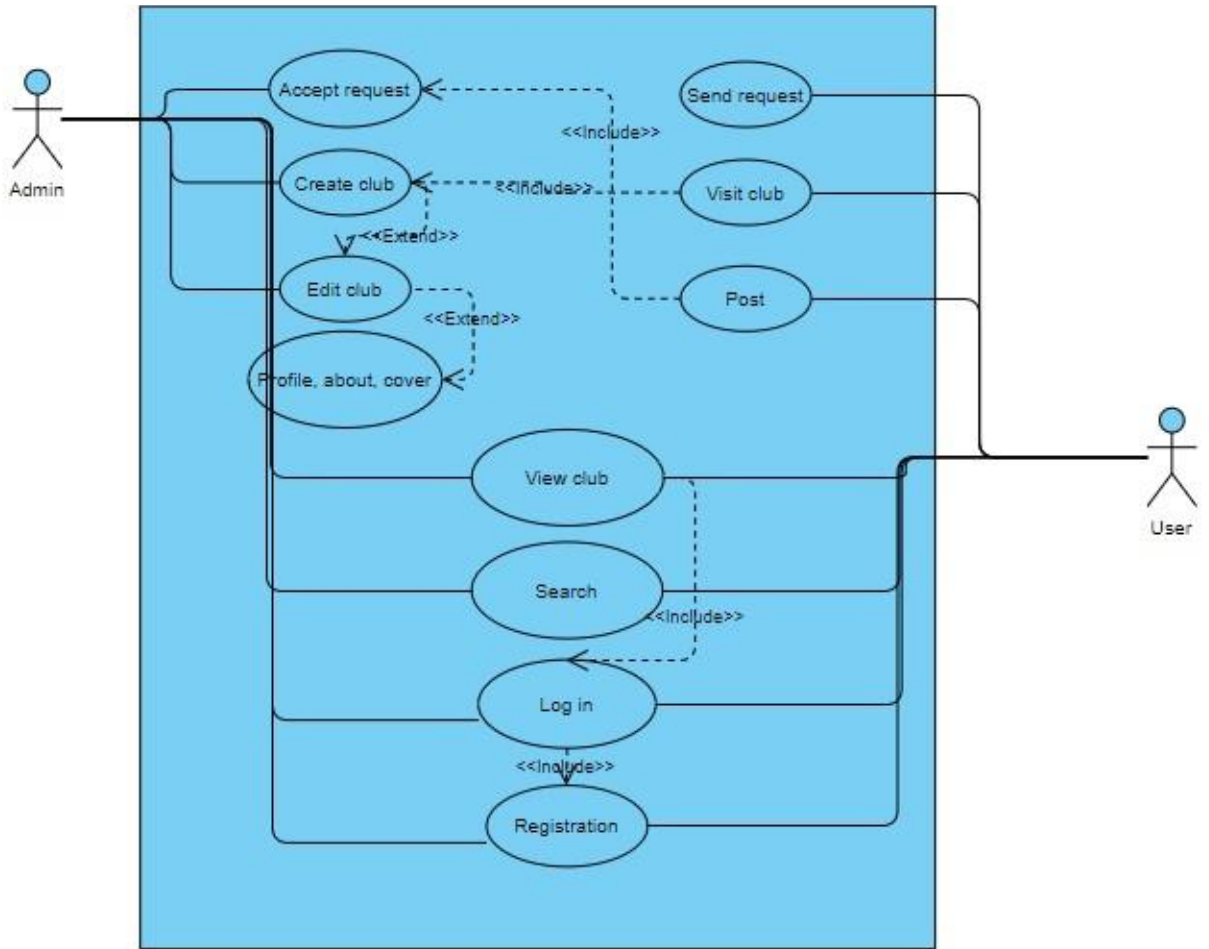 Accept request
Send request
<<Include>>
Admin
Create club
<<Include>>
Visit club
<<Extend>>
Edit club
Post
<<Extend>>
Profile, about, cover
View club
User
Search
<<Include>>
Log in
<<Include>>
Registration